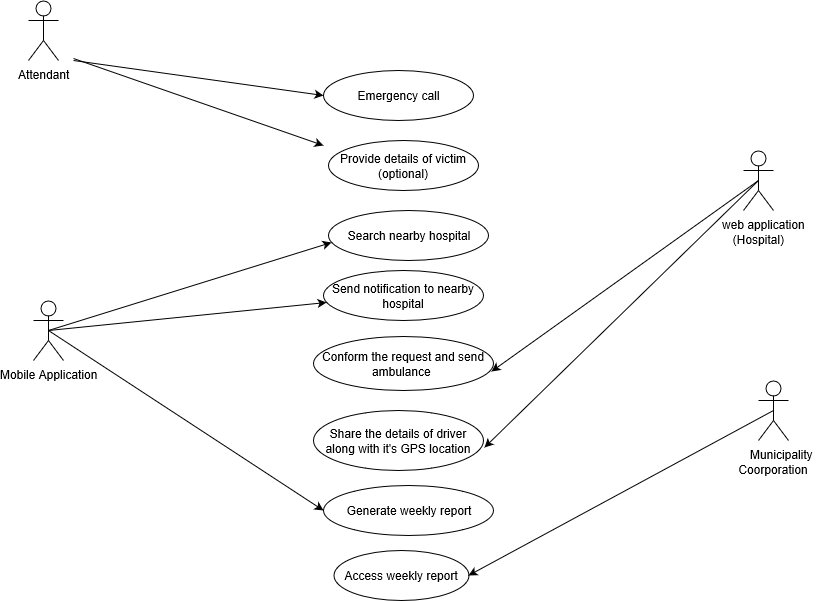 Attendant
Emergency call
Provide details of victim
(optional)
web application
(Hospital)
Search nearby hospital
Send notification to nearby
hospital
Mobile Application
Conform the request and send
ambulance
Share the details of driver
along with it's GPS location
Municipality
Coorporation
Generate weekly report
Access weekly report